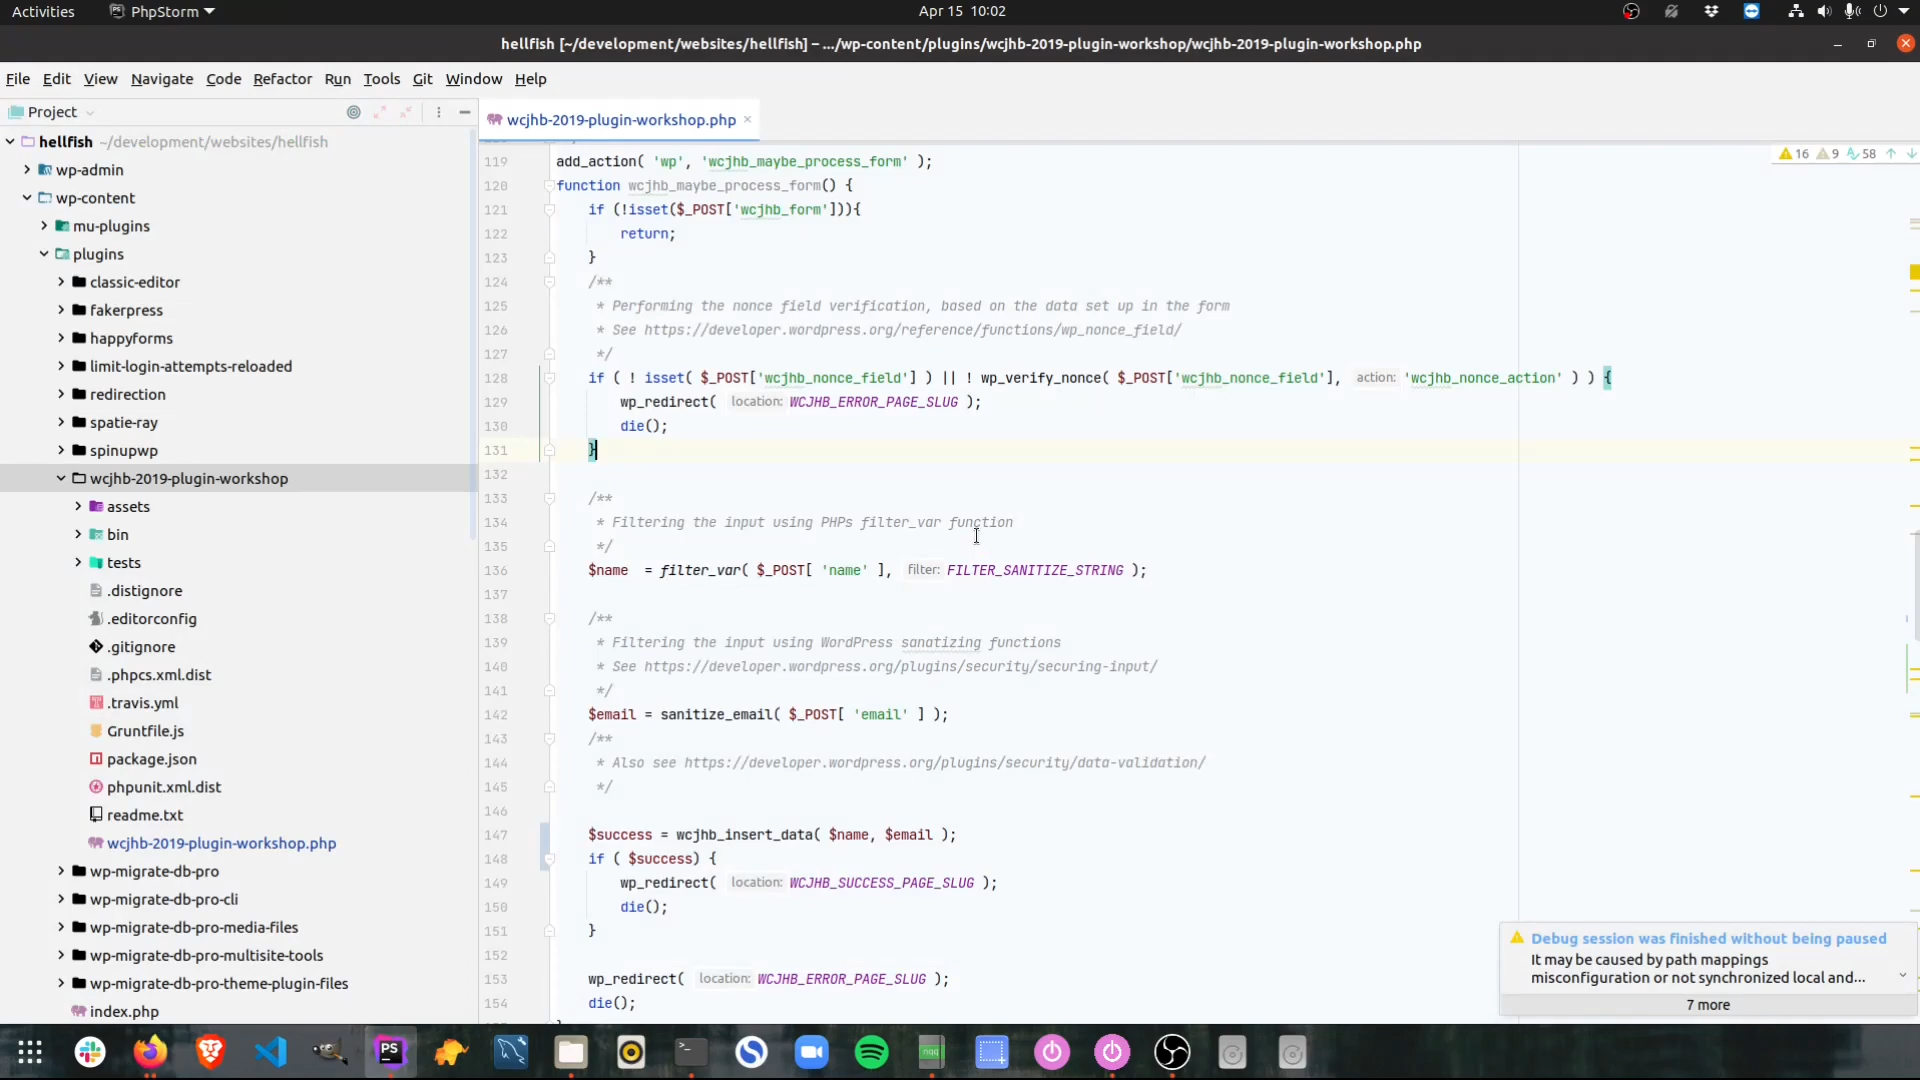 Activities
PhpStorm
Apr 15 10:02
hellfish [~/development/websites/hellfish] – .../wp-content/plugins/wcjhb-2019-plugin-workshop/wcjhb-2019-plugin-workshop.php
File Edit View Navigate Code Refactor Run Tools Git Window Help
Project
wcjhb-2019-plugin-workshop.php
hellfish ~/development/websites/hellfish
wp-admin
wp-content
mu-plugins
plugins
classic-editor
fakerpress
happyforms
limit-login-attempts-reloaded
redirection
spatie-ray
spinupwp
wcjhb-2019-plugin-workshop
assets
bin
tests
.distignore
.editorconfig
.gitignore
.phpcs.xml.dist
.travis.yml
Gruntfile.js
package.json
phpunit.xml.dist
readme.txt
wcjhb-2019-plugin-workshop.php
wp-migrate-db-pro
wp-migrate-db-pro-cli
wp-migrate-db-pro-media-files
wp-migrate-db-pro-multisite-tools
wp-migrate-db-pro-theme-plugin-files
index.php
16 9 58
119 add_action( 'wp', 'wcjhb_maybe_process_form' );
120 function wcjhb_maybe_process_form() {
121 if (!isset($_POST['wcjhb_form'])){
122 return;
123 }
124 /**
125 * Performing the nonce field verification, based on the data set up in the form
126 * See https://developer.wordpress.org/reference/functions/wp_nonce_field/
127 */
128 if ( ! isset( $_POST['wcjhb_nonce_field'] ) || ! wp_verify_nonce( $_POST['wcjhb_nonce_field'], action: 'wcjhb_nonce_action' ) ) {
129 wp_redirect( location: WCJHB_ERROR_PAGE_SLUG );
130 die();
131 }
132
133 /**
134 * Filtering the input using PHPs filter_var function
135 */
136 $name = filter_var( $_POST[ 'name' ], filter: FILTER_SANITIZE_STRING );
137
138 /**
139 * Filtering the input using WordPress sanatizing functions
140 * See https://developer.wordpress.org/plugins/security/securing-input/
141 */
142 $email = sanitize_email( $_POST[ 'email' ] );
143 /**
144 * Also see https://developer.wordpress.org/plugins/security/data-validation/
145 */
146
147 $success = wcjhb_insert_data( $name, $email );
148 if ( $success) {
149 wp_redirect( location: WCJHB_SUCCESS_PAGE_SLUG );
150 die();
151 }
152
153 wp_redirect( location: WCJHB_ERROR_PAGE_SLUG );
154 die();
Debug session was finished without being paused
It may be caused by path mappings
misconfiguration or not synchronized local and...
7 more
PS
nqq